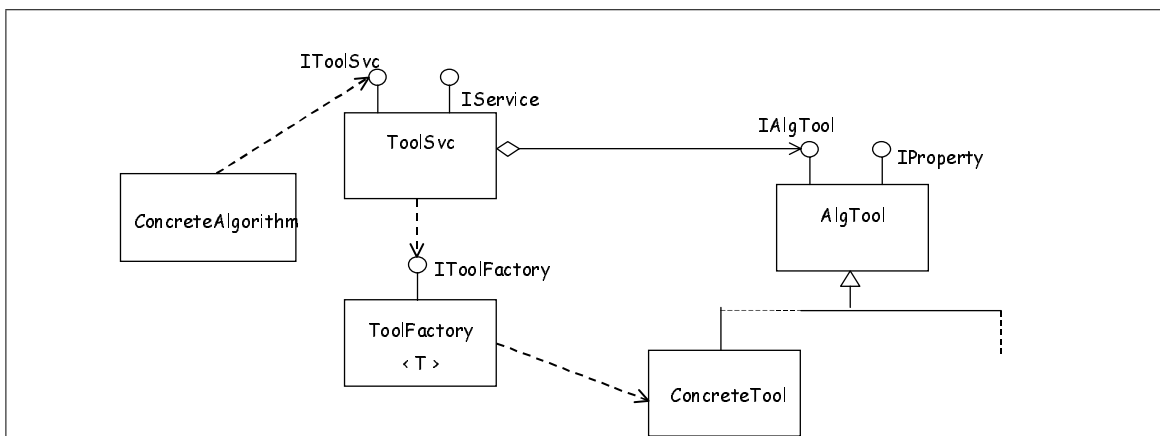 IToolSvc
IService
ToolSvc
IAlgTool
IProperty
ConcreteAlgorithm
AlgTool
IToolFactory
ToolFactory
< T >
ConcreteTool